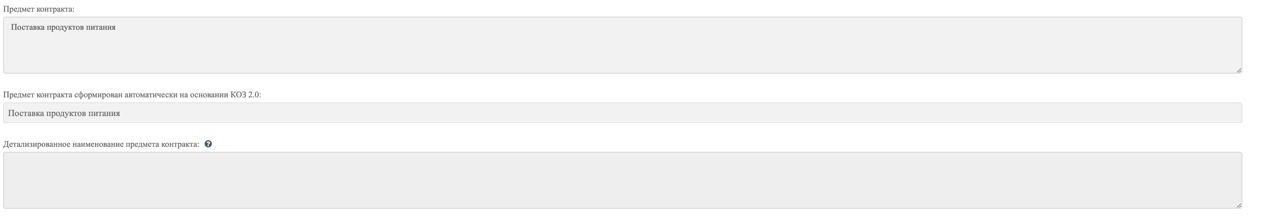 Предмет контракта:
Поставка продуктов питания
Предмет контракта сформирован автоматически на основании КОЗ 2.0:
Поставка продуктов питания
Детализированное наименование предмета контракта: ?